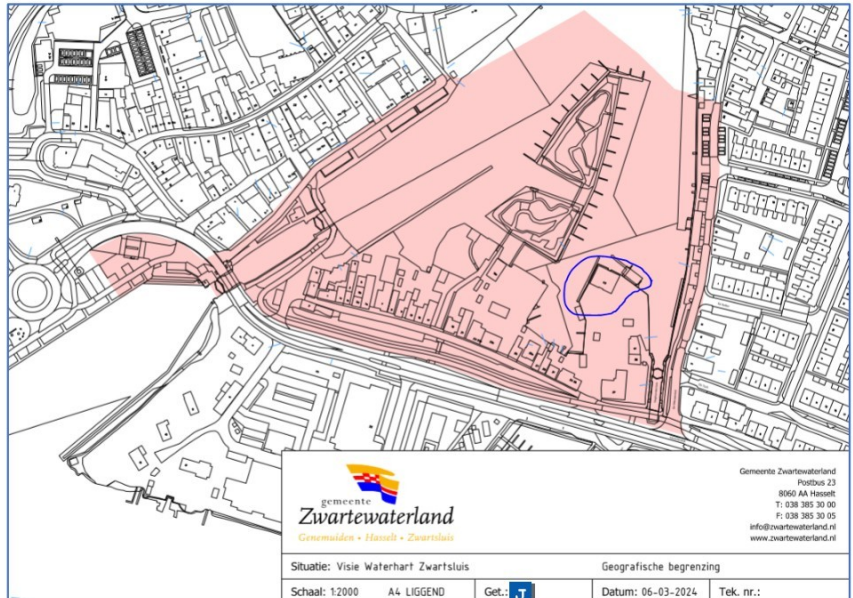 gemeente
Zwartewaterland
Genemuiden • Hasselt • Zwartsluis
Gemeente Zwartewaterland
Postbus 23
8060 AA Hasselt
T: 038 385 30 00
F: 038 385 30 05
info@zwartewaterland.nl
www.zwartewaterland.nl
Situatie: Visie Waterhart Zwartsluis
Geografische begrenzing
Schaal: 1:2000 A4 LIGGEND Get.: .T Datum: 06-03-2024 Tek. nr.: